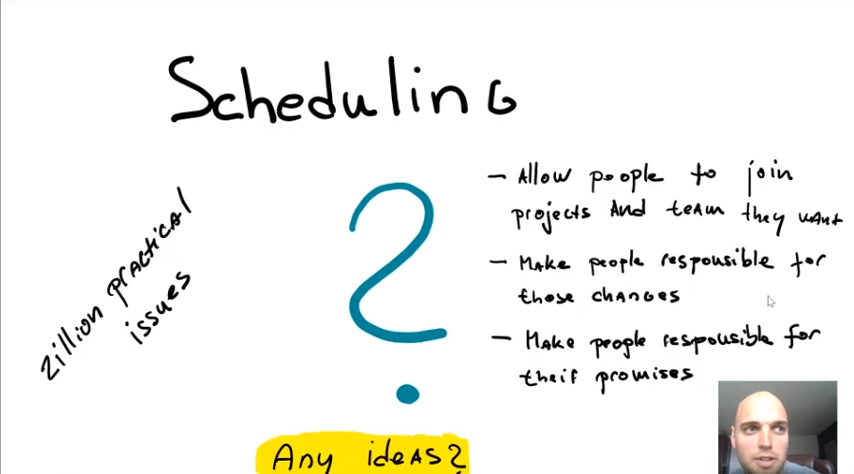 Scheduling
zillion practical
issues
- Allow people to join
projects and team they want
- Make people responsible for
those changes
- Make people responsible for
their promises
Any ideas?